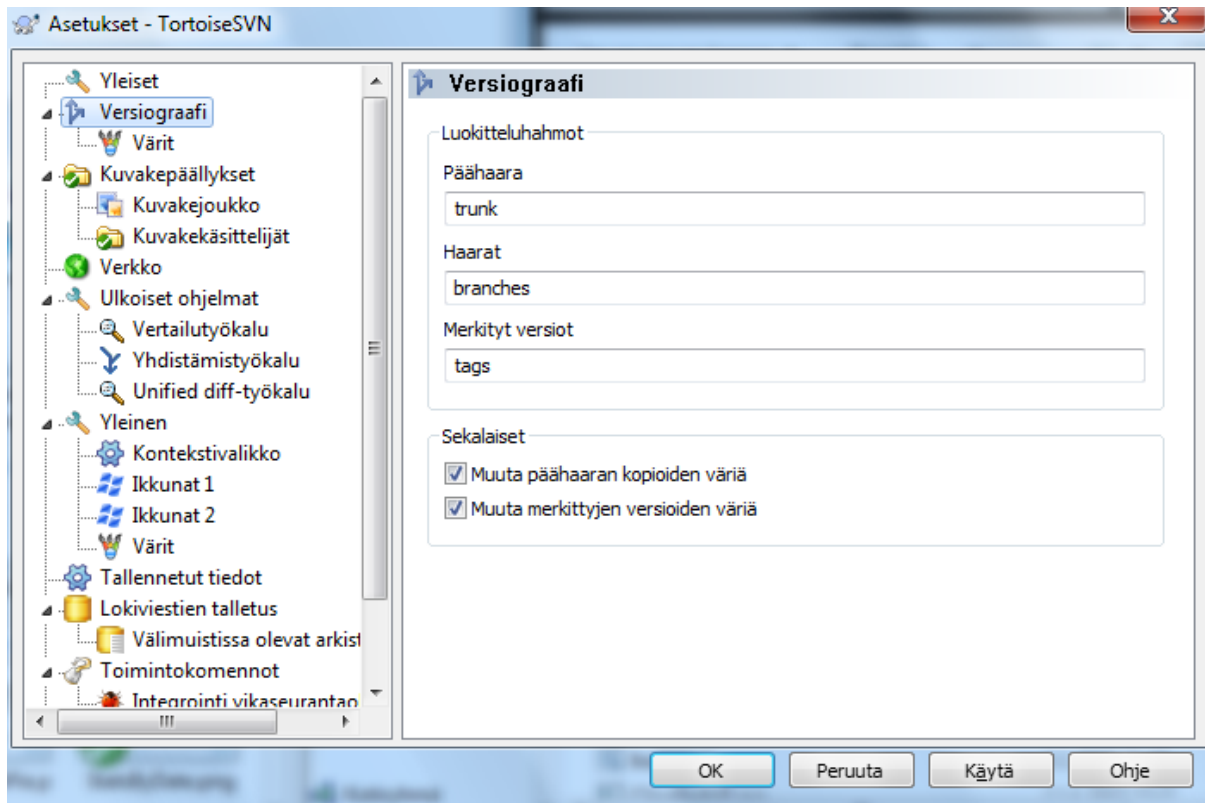 Asetukset - TortoiseSVN
Yleiset
Versiograafi
Värit
Kuvakepäällykset
Kuvakejoukko
Kuvakekäsittelijät
Verkko
Ulkoiset ohjelmat
Vertailutyökalu
Yhdistämistyökalu
Unified diff-työkalu
Yleinen
Kontekstivalikko
Ikkunat 1
Ikkunat 2
Värit
Tallennetut tiedot
Lokiviestien talletus
Välimuistissa olevat arkist
Toimintokomennot
Integrointi vikaseurantao
Versiograafi
Luokitteluhahmot
Päähaara
trunk
Haarat
branches
Merkityt versiot
tags
Sekalaiset
Muuta päähaaran kopioiden väriä
Muuta merkittyjen versioiden väriä
OK
Peruuta
Käytä
Ohje